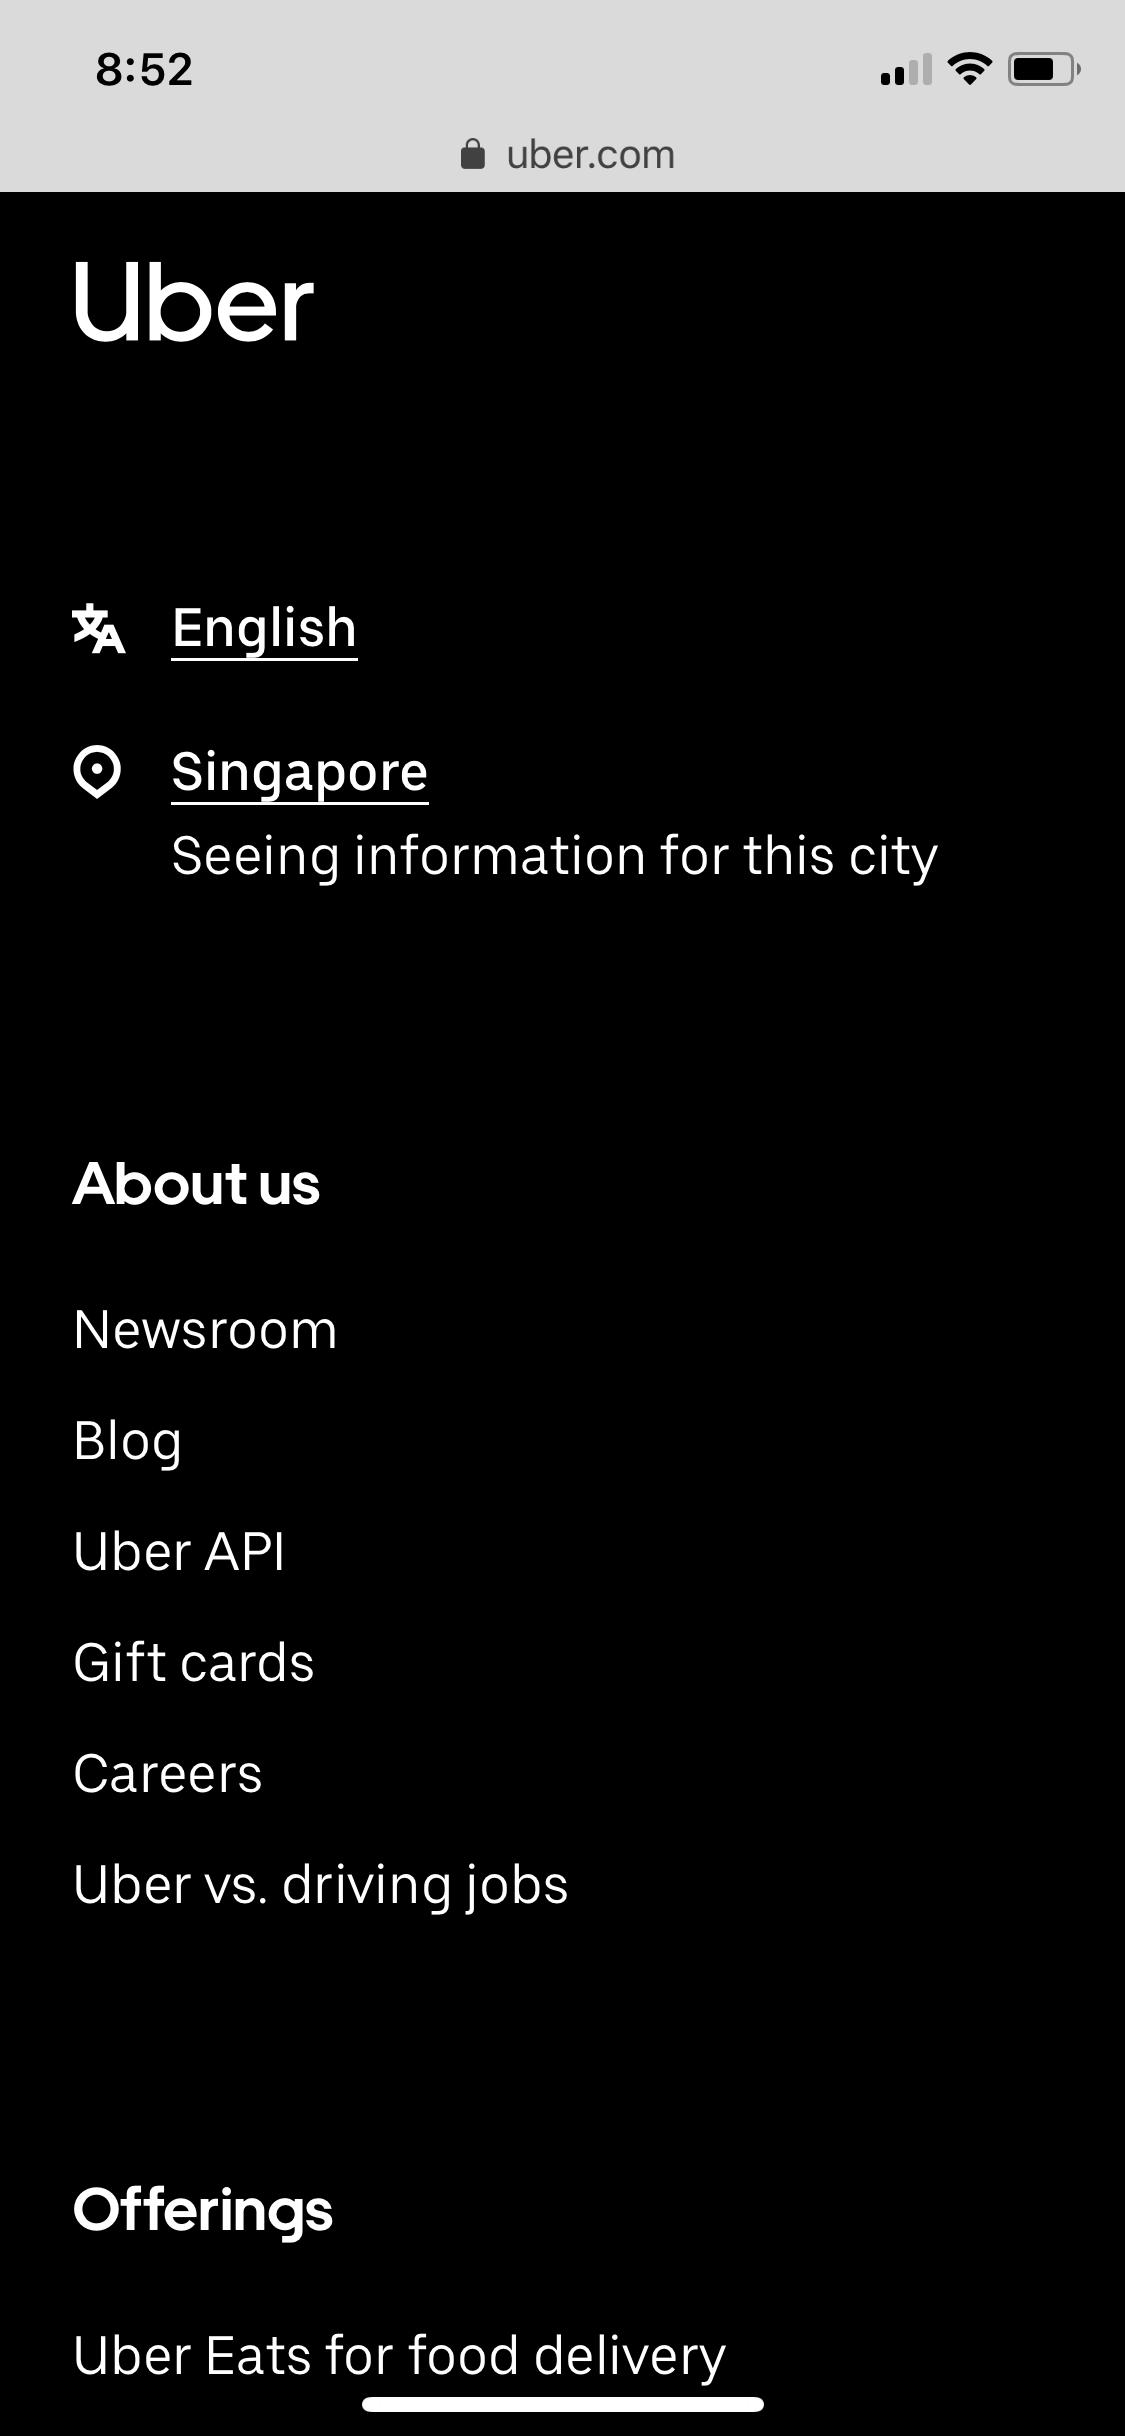 8:52
uber.com
Uber
English
Singapore
Seeing information for this city
About us
Newsroom
Blog
Uber API
Gift cards
Careers
Uber vs. driving jobs
Offerings
Uber Eats for food delivery